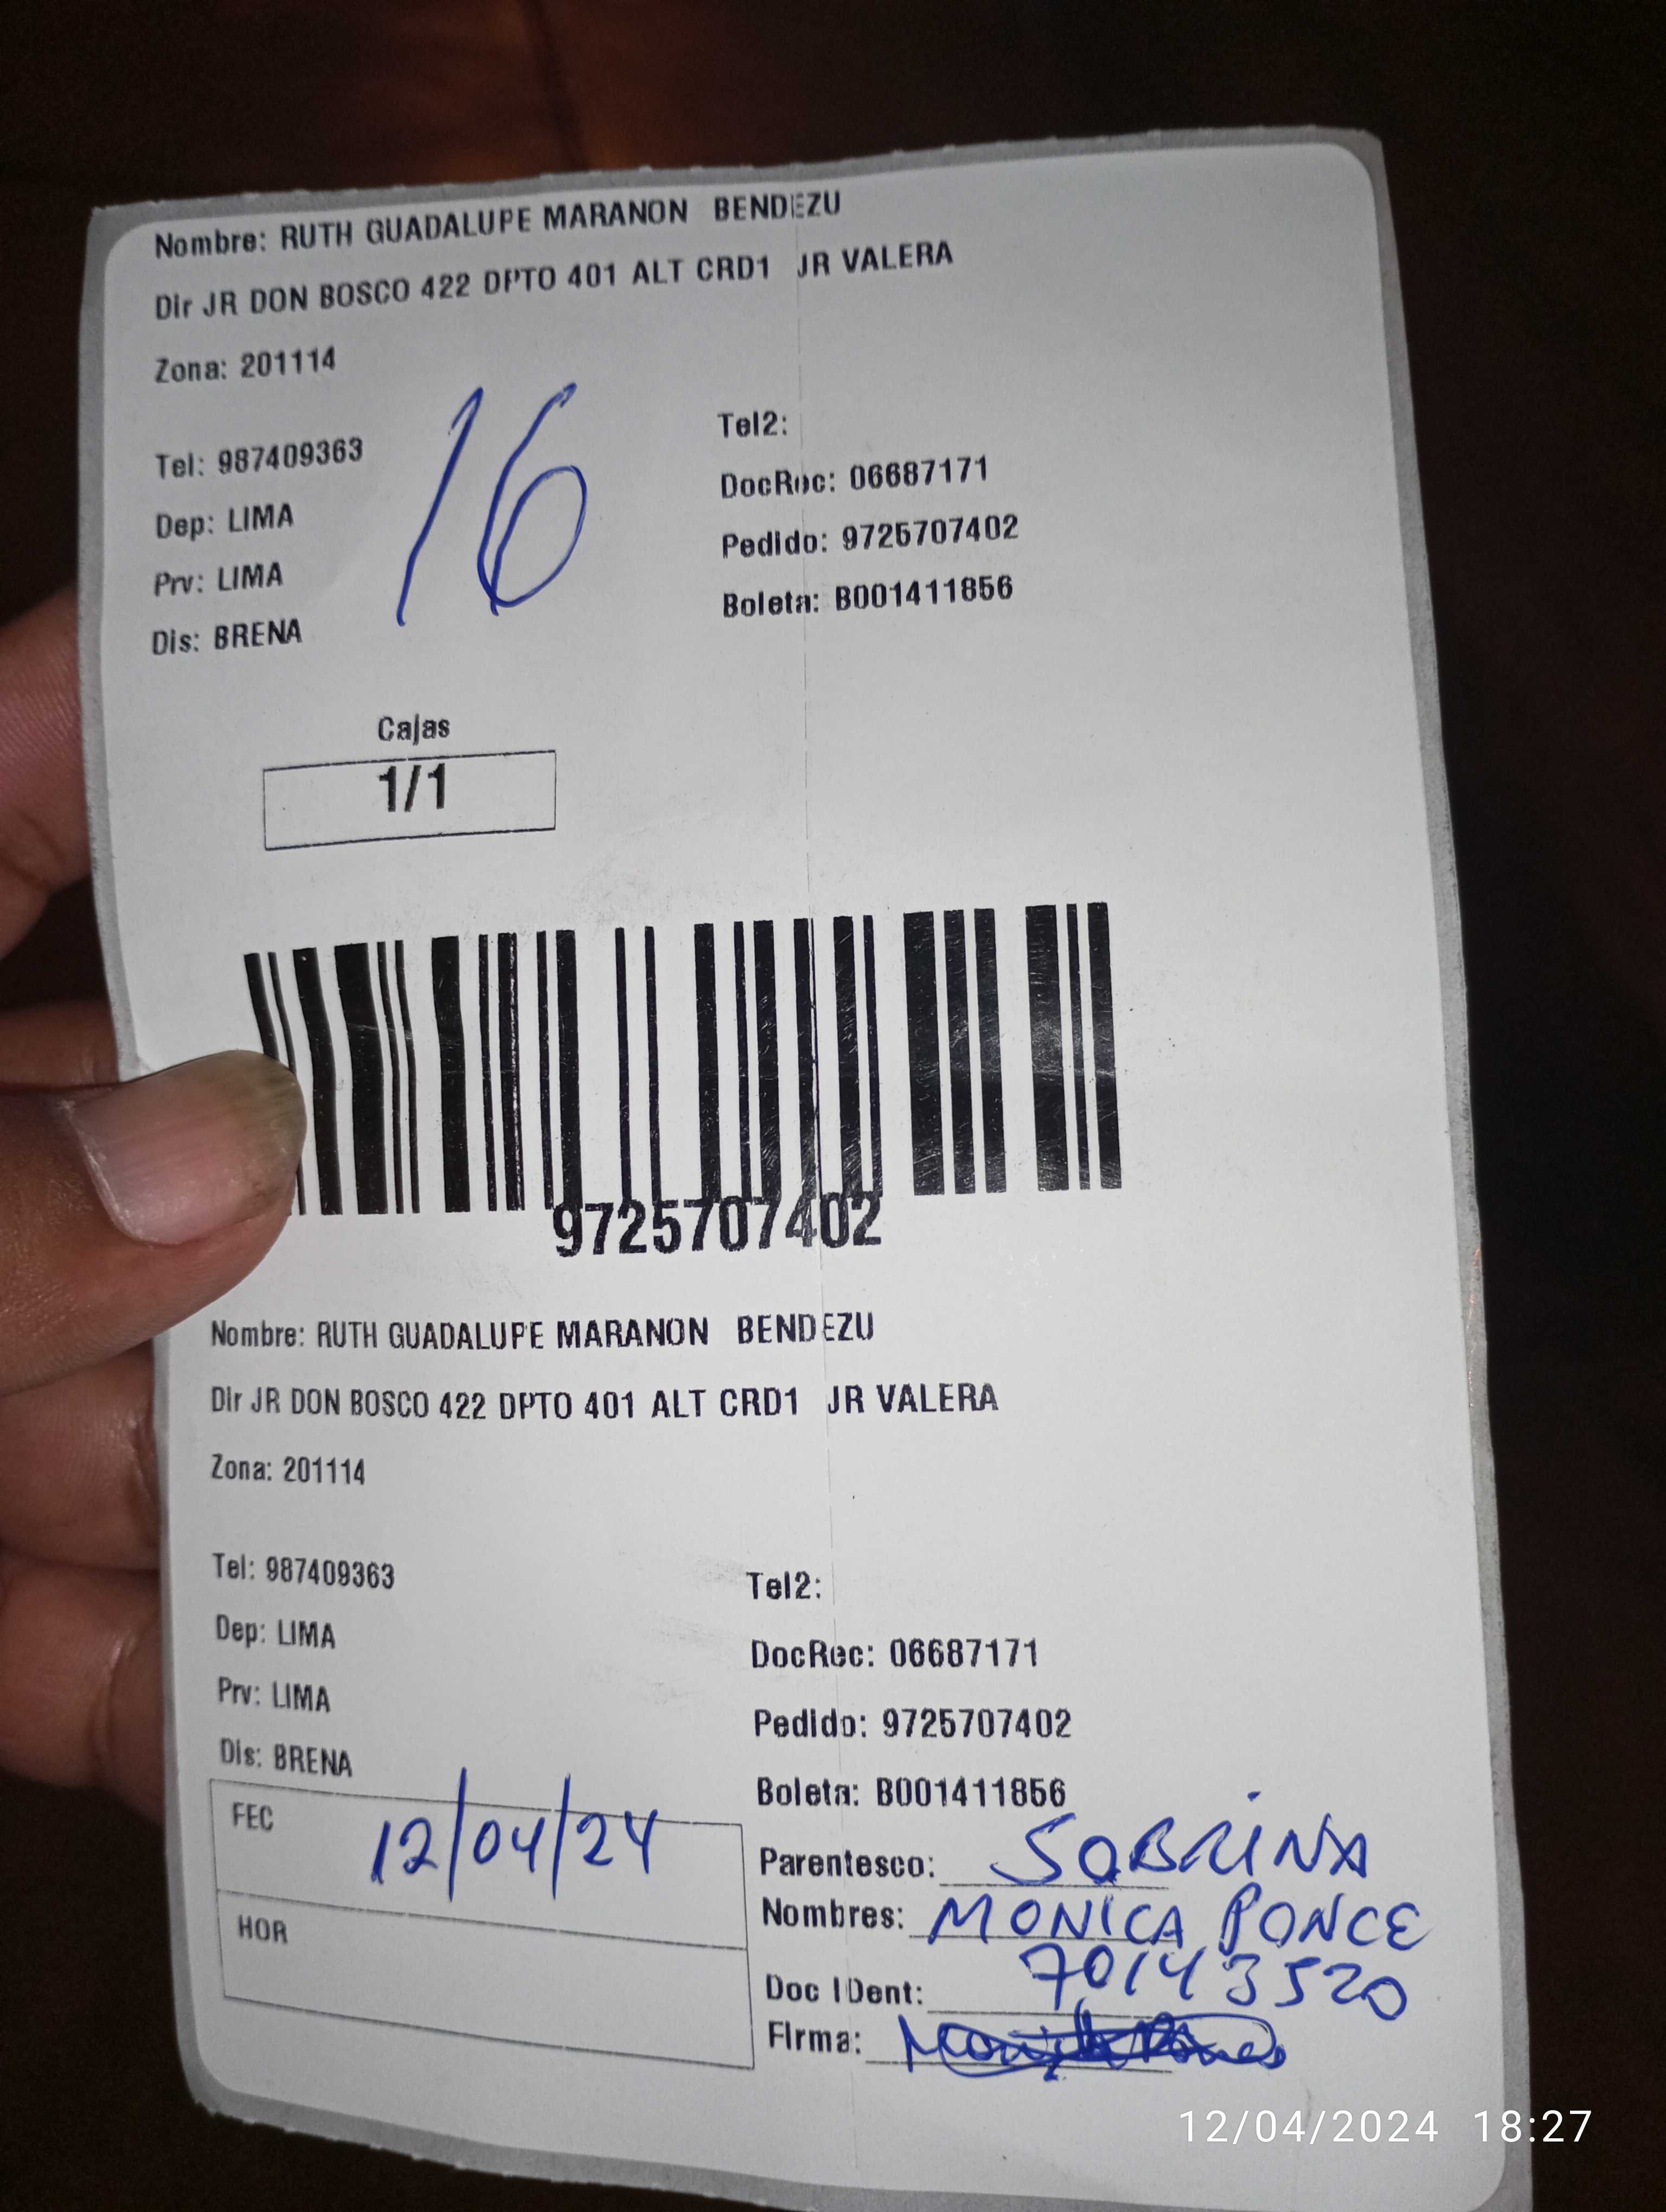 Nombre: RUTH GUADALUPE MARANON BENDEZU
Dir JR DON BOSCO 422 DPTO 401 ALT CRD1 JR VALERA
Zona: 201114
16
Tel: 987409363
Dep: LIMA
Prv: LIMA
Dis: BRENA
Tel2:
DocRec: 06687171
Pedido: 9725707402
Boleta: B001411856
Cajas
1/1
9725707402
Nombre: RUTH GUADALUPE MARANON BENDEZU
Dir JR DON BOSCO 422 DPTO 401 ALT CRD1 JR VALERA
Zona: 201114
Tel: 987409363
Dep: LIMA
Prv: LIMA
Dis: BRENA
Tel2:
DocRec: 06687171
Pedido: 9725707402
Boleta: B001411856
FEC 12/04/24
HOR
Parentesco: SOBRINA
Nombres: MONICA PONCE
Doc IDent: 70143520
Firma:
12/04/2024 18:27